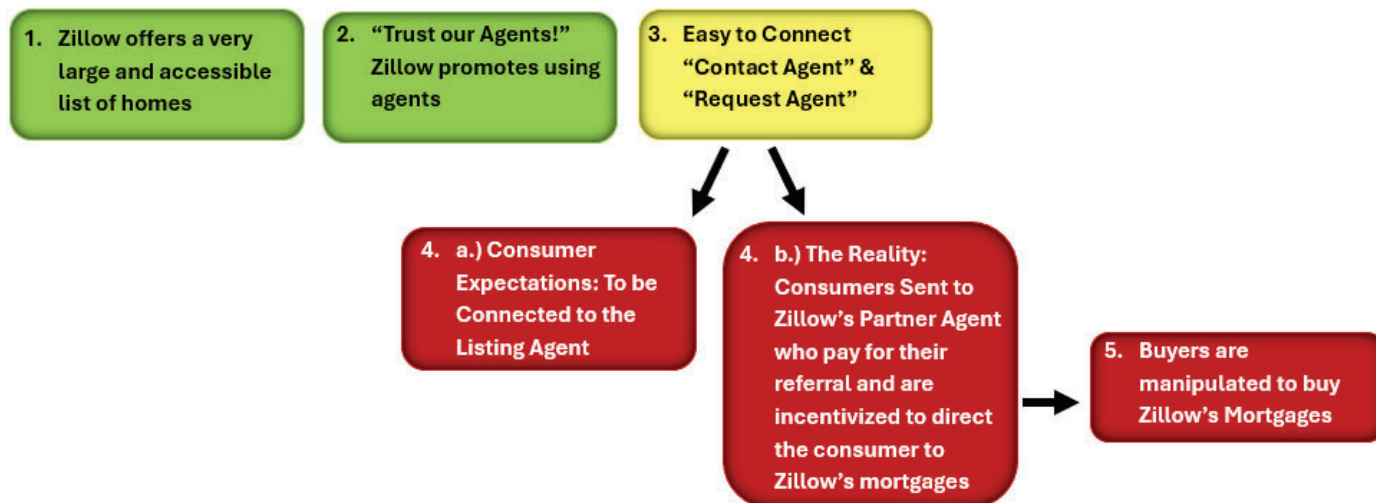 1. Zillow offers a very
large and accessible
list of homes
2. “Trust our Agents!”
Zillow promotes using
agents
3. Easy to Connect
“Contact Agent” &
“Request Agent”
4. a.) Consumer
Expectations: To be
Connected to the
Listing Agent
4. b.) The Reality:
Consumers Sent to
Zillow’s Partner Agent
who pay for their
referral and are
incentivized to direct
the consumer to
Zillow’s mortgages
5. Buyers are
manipulated to buy
Zillow’s Mortgages